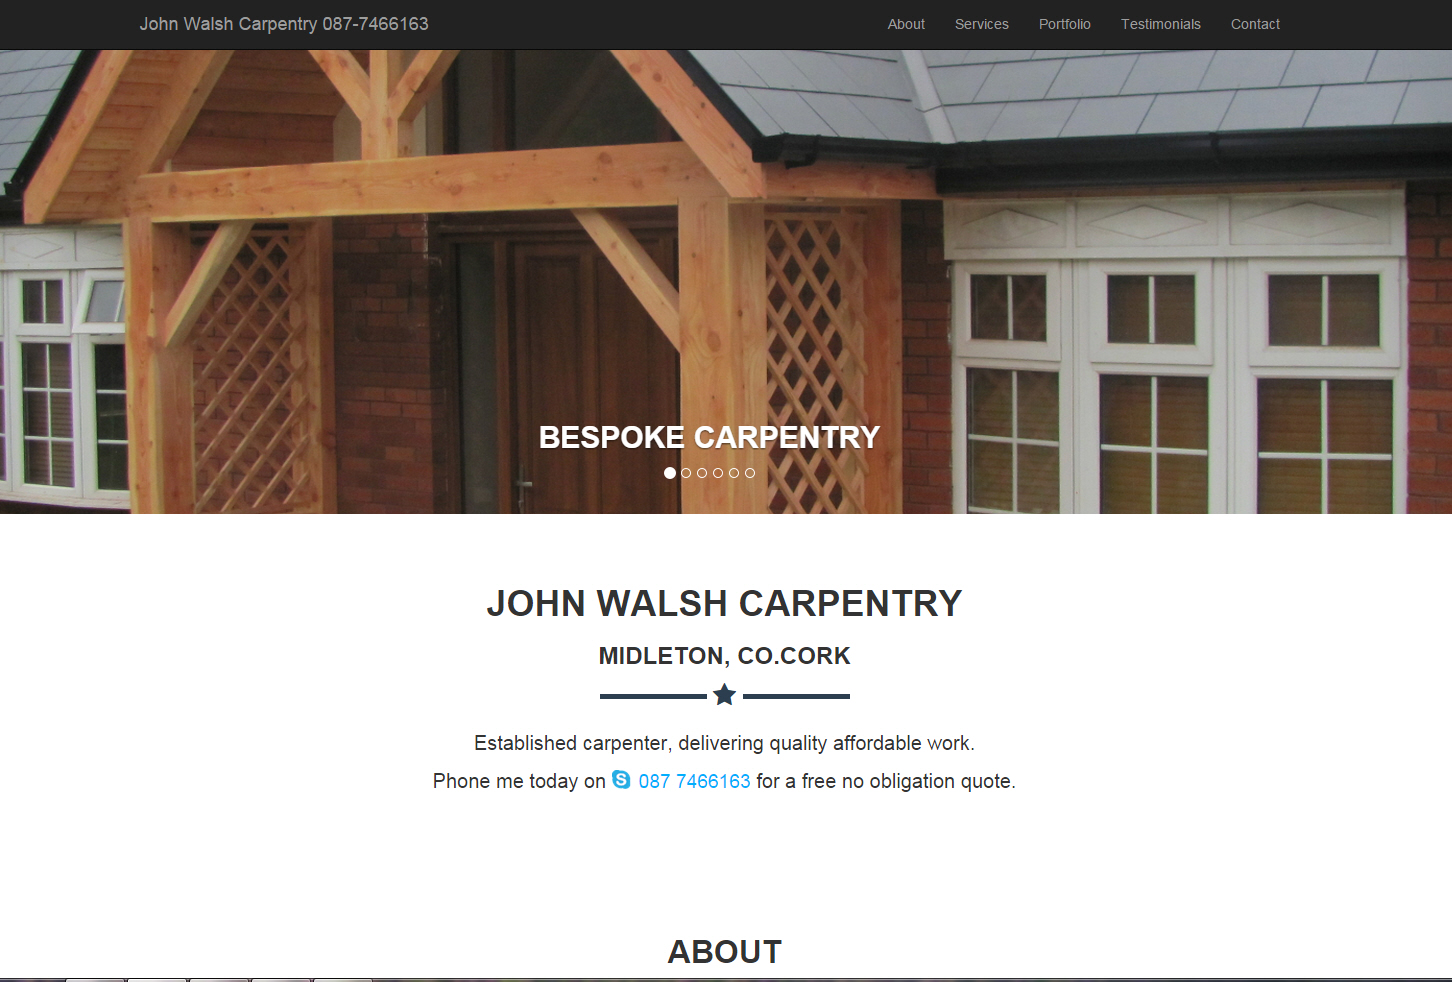 John Walsh Carpentry 087-7466163
About Services Portfolio Testimonials Contact
BESPOKE CARPENTRY
JOHN WALSH CARPENTRY
MIDLETON, CO.CORK
Established carpenter, delivering quality affordable work.
Phone me today on 087 7466163 for a free no obligation quote.
ABOUT